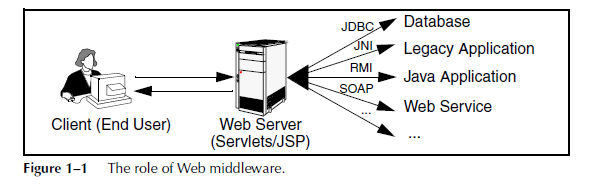 JDBC Database
JNI Legacy Application
RMI Java Application
SOAP Web Service
... ...
Client (End User) Web Server
(Servlets/JSP)
Figure 1–1 The role of Web middleware.